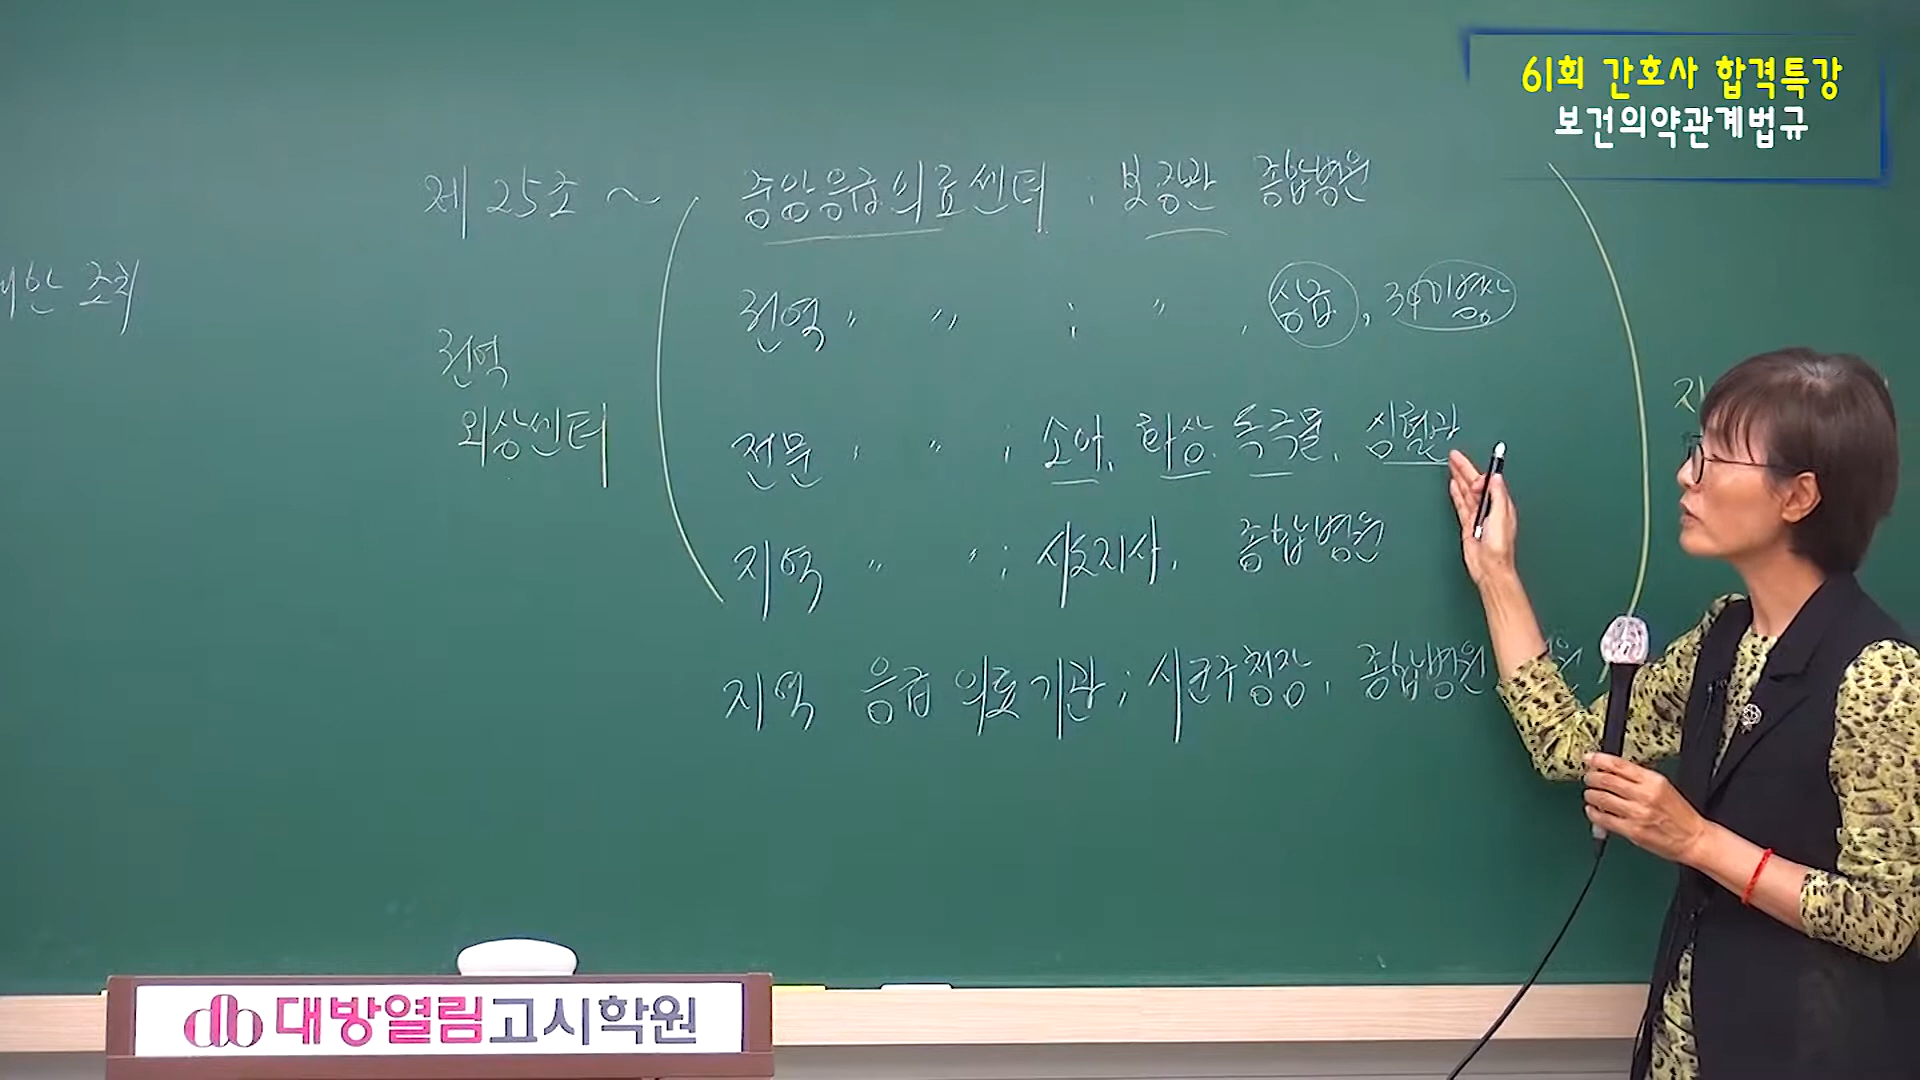 61회 간호사 합격특강
보건의약관계법규
제25조 ~ 중앙응급의료센터 ; 보장관 종합병원
권역 〃 〃 ; 〃 , 상급, 300이상
전문 〃 〃 ; 소아, 화상, 독극물, 심혈관
지역 〃 〃 ; 시도지사, 종합병원
지역 응급 의료기관 ; 시군구청장, 종합병원
권역
외상센터
조치
db 대방열림고시학원